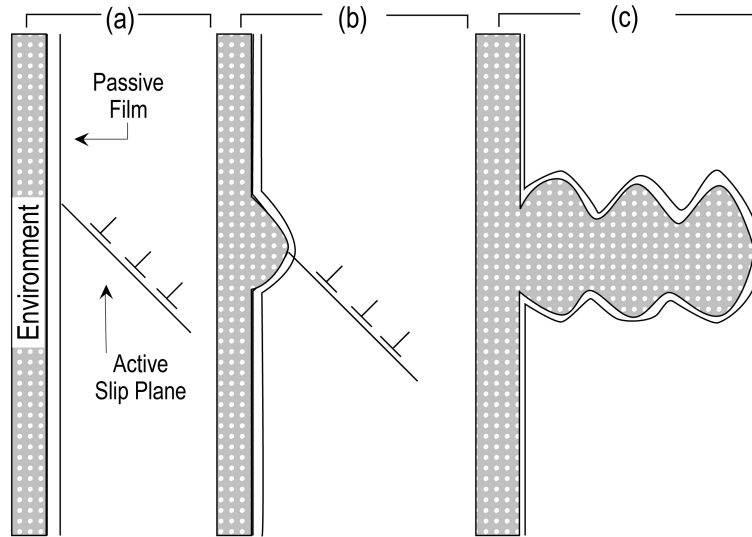 (a)
(b)
(c)
Passive
Film
Environment
Active
Slip Plane